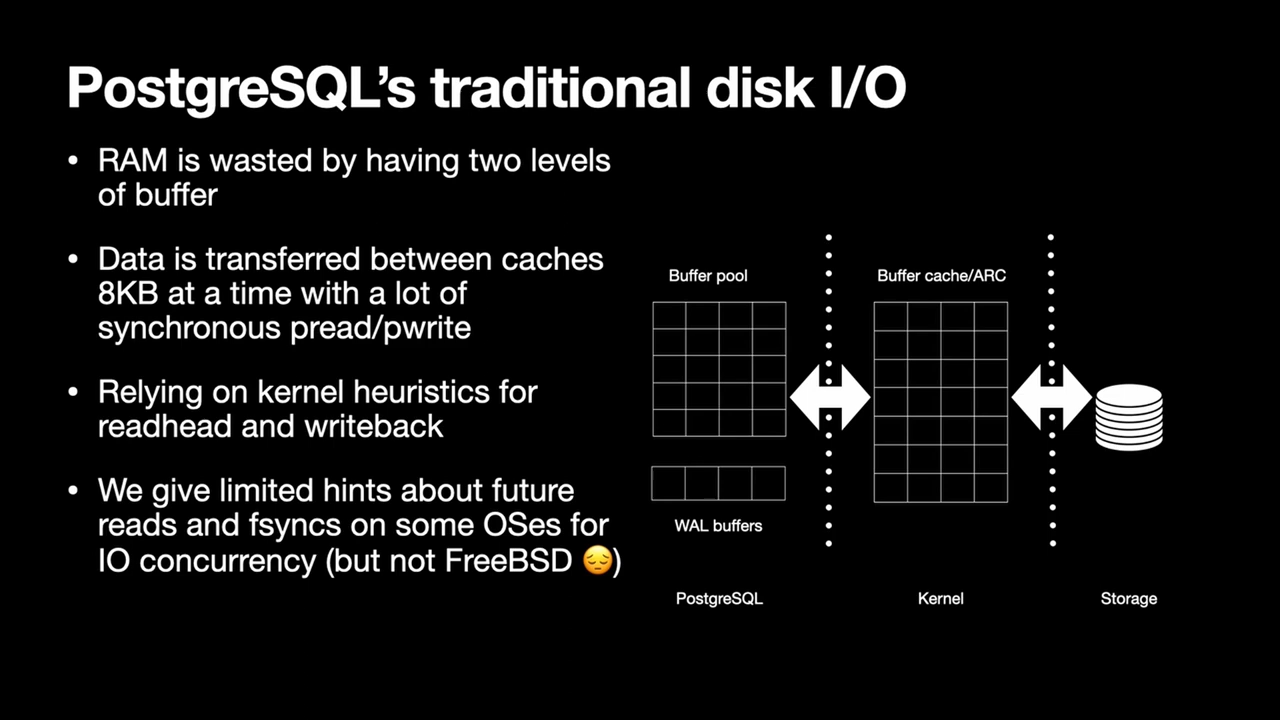 PostgreSQL’s traditional disk I/O
• RAM is wasted by having two levels
of buffer
• Data is transferred between caches
8KB at a time with a lot of
synchronous pread/pwrite
• Relying on kernel heuristics for
readhead and writeback
• We give limited hints about future
reads and fsyncs on some OSes for
IO concurrency (but not FreeBSD 😔)
Buffer pool
Buffer cache/ARC
WAL buffers
PostgreSQL
Kernel
Storage